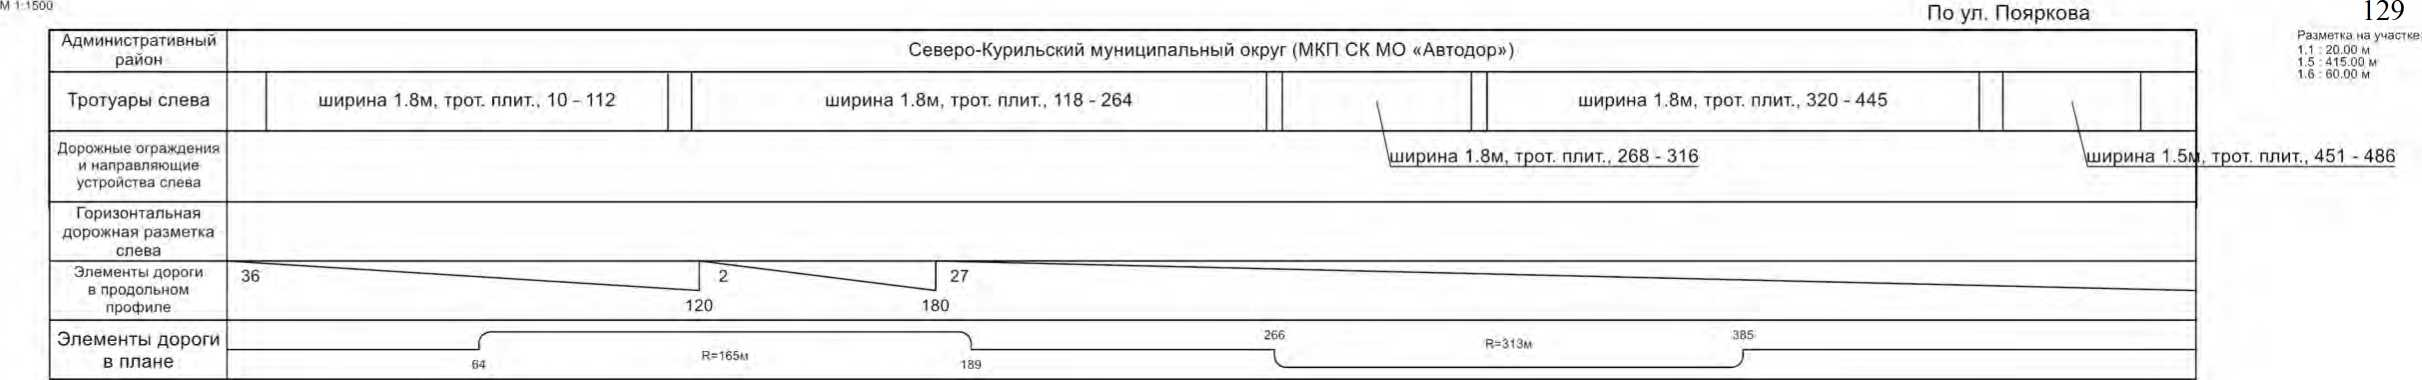 М 1:1500
По ул. Пояркова
129
Разметка на участке
1.1 : 20.00 м
1.5 : 415.00 м
1.6 : 60.00 м
Административный
район
Северо-Курильский муниципальный округ (МКП СК МО «Автодор»)
Тротуары слева
ширина 1.8м, трот. плит., 10 - 112
ширина 1.8м, трот. плит., 118 - 264
ширина 1.8м, трот. плит., 320 - 445
Дорожные ограждения
и направляющие
устройства слева
ширина 1.8м, трот. плит., 268 - 316
ширина 1.5м, трот. плит., 451 - 486
Горизонтальная
дорожная разметка
слева
Элементы дороги
в продольном
профиле
36
2
27
120
180
Элементы дороги
в плане
64
R=165м
189
266
R=313м
385